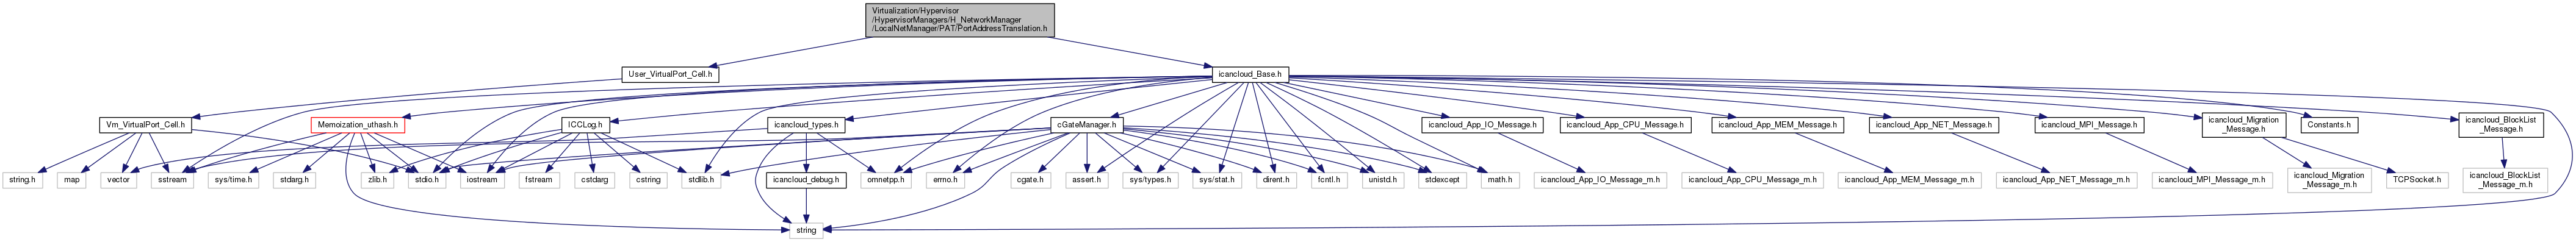 Virtualization/Hypervisor
/HypervisorManagers/H_NetworkManager
/LocalNetManager/PAT/PortAddressTranslation.h
User_VirtualPort_Cell.h
icancloud_Base.h
Vm_VirtualPort_Cell.h
Memoization_uthash.h
ICCLog.h
icancloud_types.h
cGateManager.h
icancloud_App_IO_Message.h
icancloud_App_CPU_Message.h
icancloud_App_MEM_Message.h
icancloud_App_NET_Message.h
icancloud_MPI_Message.h
icancloud_Migration
_Message.h
Constants.h
icancloud_BlockList
_Message.h
string.h
map
vector
sstream
sys/time.h
stdarg.h
zlib.h
stdio.h
iostream
fstream
cstdarg
cstring
stdlib.h
icancloud_debug.h
omnetpp.h
errno.h
cgate.h
assert.h
sys/types.h
sys/stat.h
dirent.h
fcntl.h
unistd.h
stdexcept
math.h
icancloud_App_IO_Message_m.h
icancloud_App_CPU_Message_m.h
icancloud_App_MEM_Message_m.h
icancloud_App_NET_Message_m.h
icancloud_MPI_Message_m.h
icancloud_Migration
_Message_m.h
TCPSocket.h
icancloud_BlockList
_Message_m.h
string